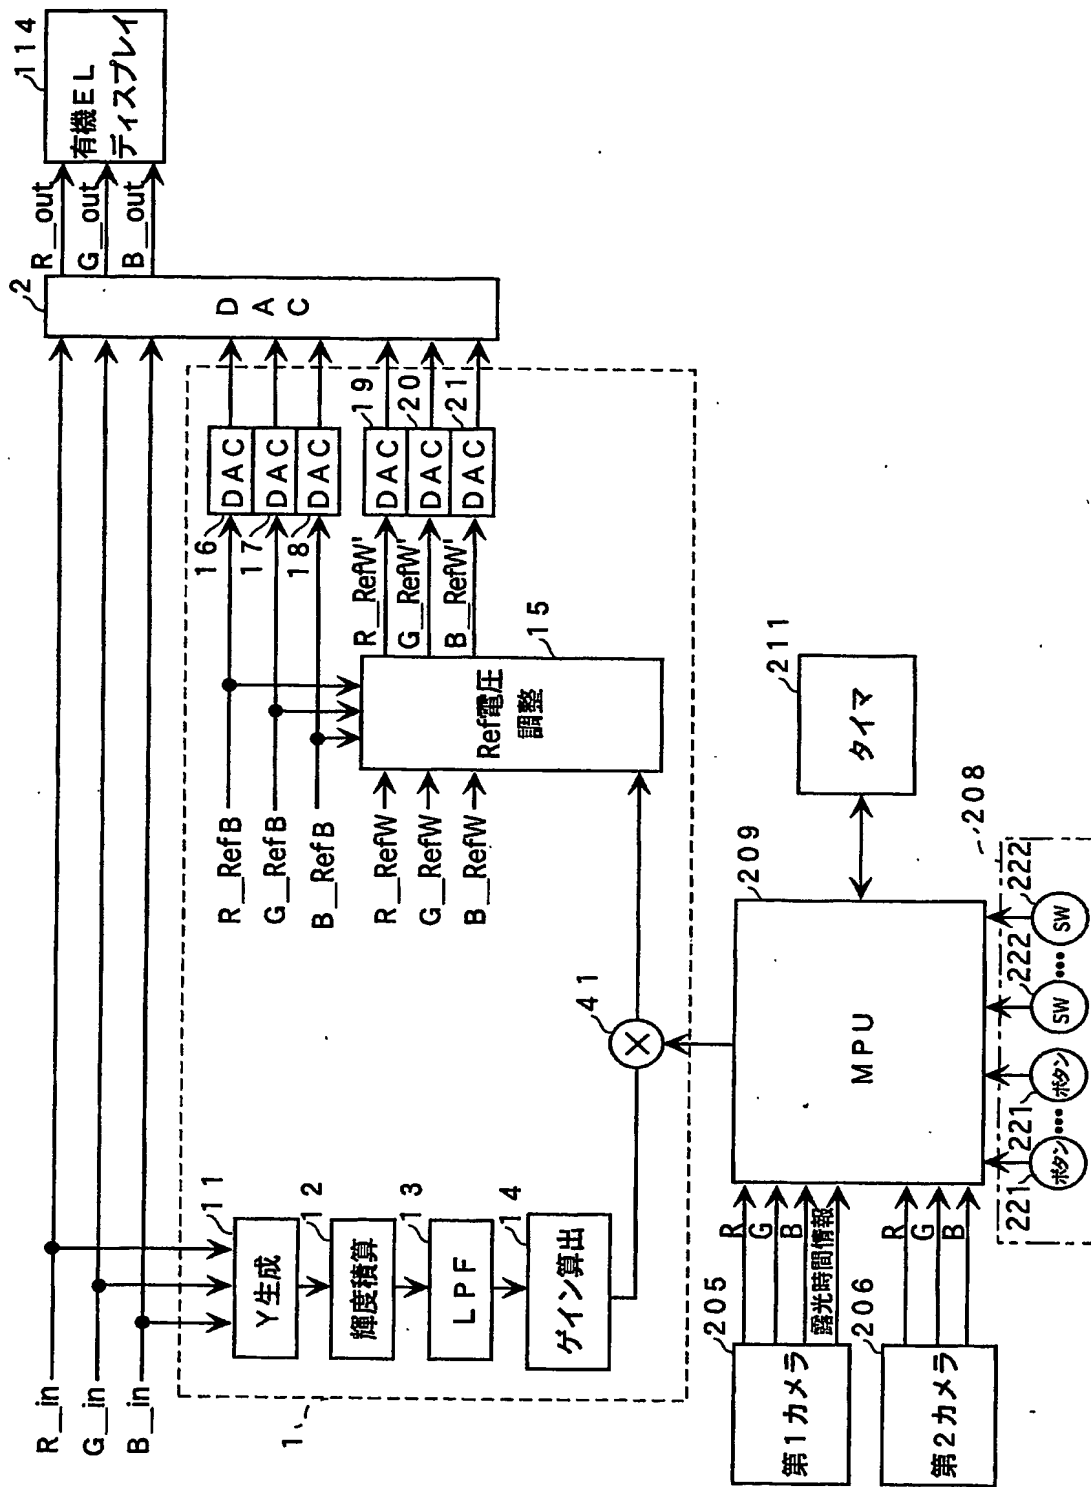 R_in
G_in
B_in
1
11
Y生成
12
輝度積算
13
LPF
14
ゲイン算出
41
×
R_RefB
G_RefB
B_RefB
R_RefW
G_RefW
B_RefW
Ref電圧
調整
15
R_RefW'
G_RefW'
B_RefW'
16
DAC
17
DAC
18
DAC
19
DAC
20
DAC
21
DAC
2
DAC
R_out
G_out
B_out
114
有機EL
ディスプレイ
205
第1カメラ
R
G
B
露光時間情報
206
第2カメラ
R
G
B
209
MPU
211
タイマ
208
221
ボタン
•••
221
ボタン
222
SW
•••
222
SW